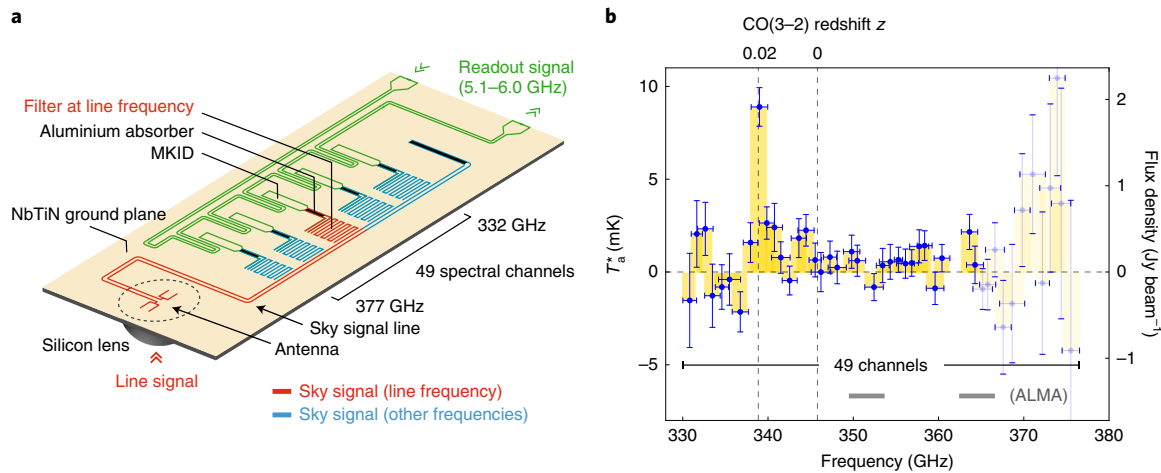 a
Readout signal
(5.1–6.0 GHz)
Filter at line frequency
Aluminium absorber
MKID
NbTiN ground plane
332 GHz
49 spectral channels
377 GHz
Sky signal line
Antenna
Silicon lens
Line signal
Sky signal (line frequency)
Sky signal (other frequencies)
b
CO(3–2) redshift z
0.02 0
10
5
0
–5
T*a (mK)
2
1
0
–1
Flux density (Jy beam–1)
49 channels
(ALMA)
330 340 350 360 370 380
Frequency (GHz)